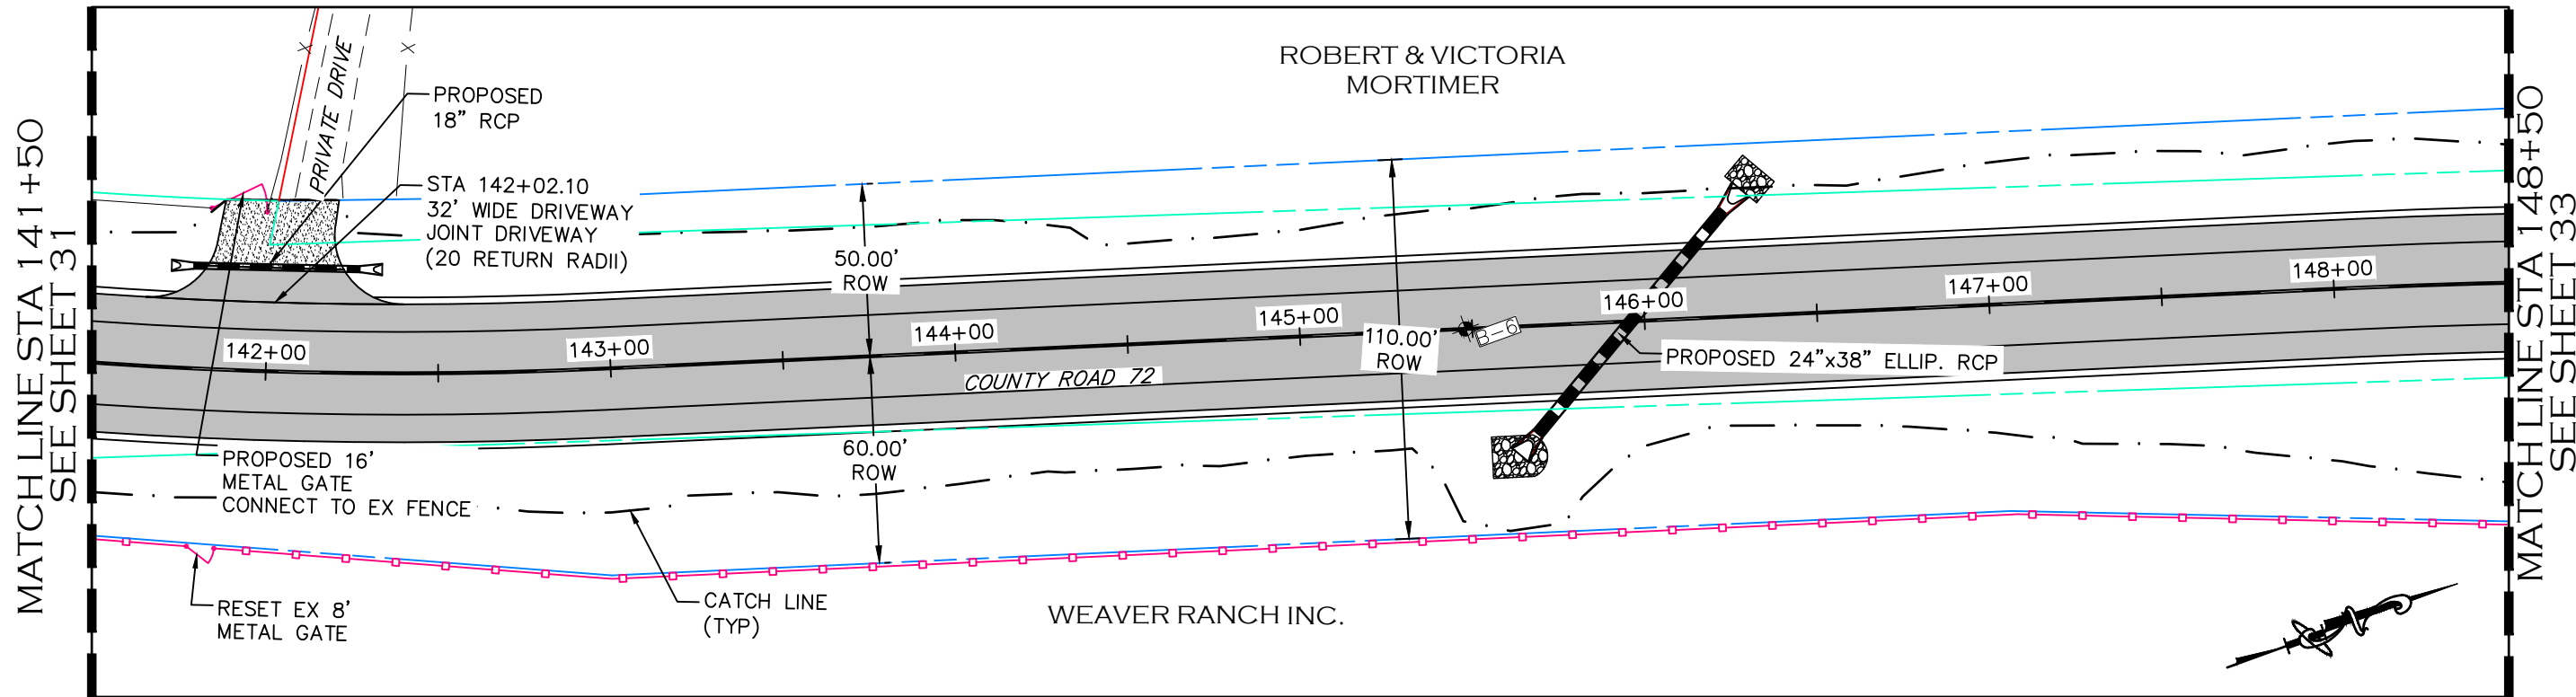 MATCH LINE STA 141+50
SEE SHEET 31
PRIVATE DRIVE
X
X
PROPOSED
18" RCP
STA 142+02.10
32' WIDE DRIVEWAY
JOINT DRIVEWAY
(20 RETURN RADII)
ROBERT & VICTORIA
MORTIMER
50.00'
ROW
110.00'
ROW
60.00'
ROW
142+00
143+00
144+00
145+00
146+00
147+00
148+00
B-6
COUNTY ROAD 72
PROPOSED 24"x38" ELLIP. RCP
PROPOSED 16'
METAL GATE
CONNECT TO EX FENCE
RESET EX 8'
METAL GATE
CATCH LINE
(TYP)
WEAVER RANCH INC.
MATCH LINE STA 148+50
SEE SHEET 33